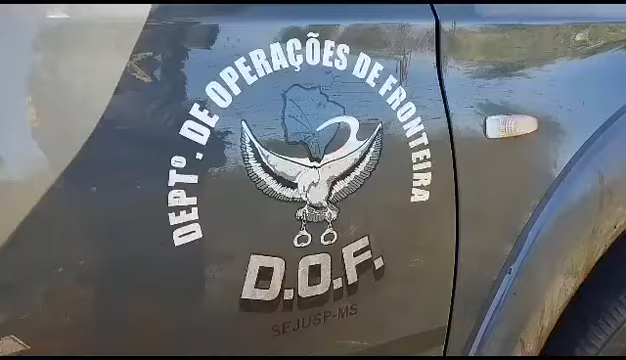 DEPTº. DE OPERAÇÕES DE FRONTEIRA
D.O.F.
SEJUSP-MS